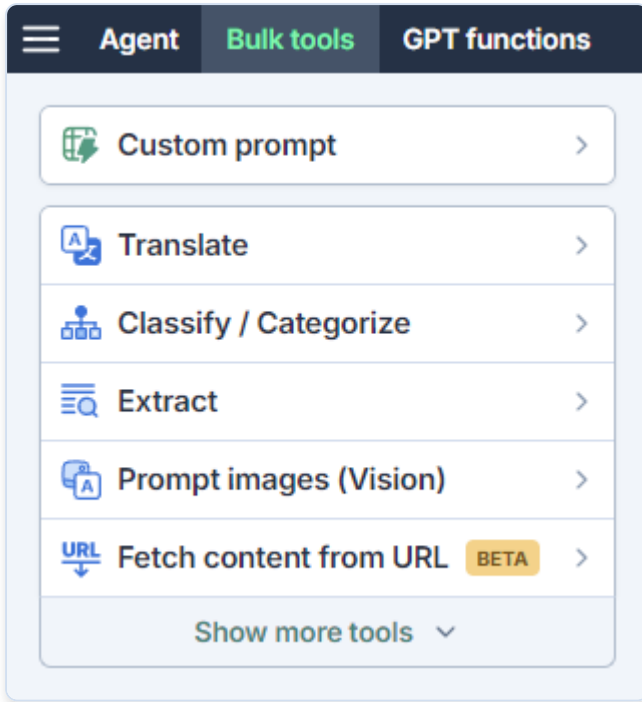 Agent Bulk tools GPT functions
Custom prompt
Translate
Classify / Categorize
Extract
Prompt images (Vision)
URL Fetch content from URL BETA
Show more tools